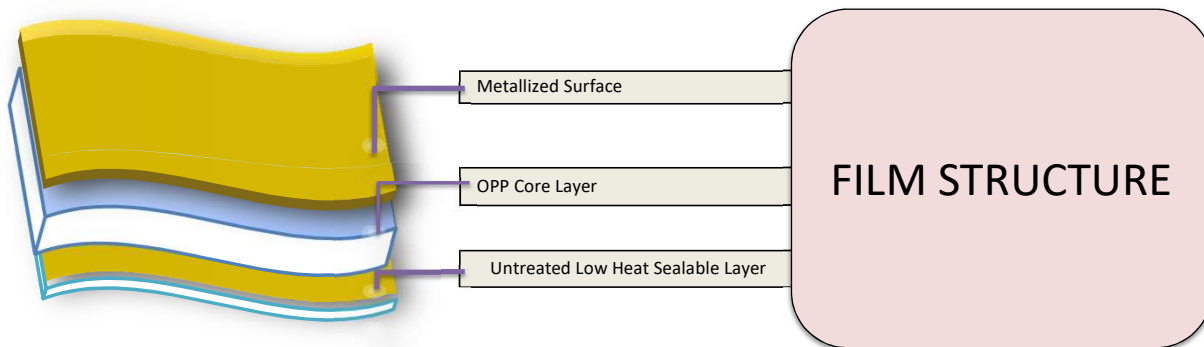 Metallized Surface
OPP Core Layer
FILM STRUCTURE
Untreated Low Heat Sealable Layer